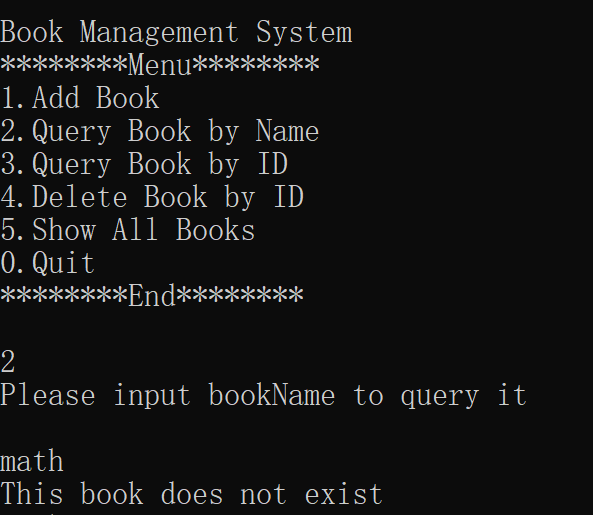 Book Management System
********Menu********
1.Add Book
2.Query Book by Name
3.Query Book by ID
4.Delete Book by ID
5.Show All Books
0.Quit
********End********
2
Please input bookName to query it
math
This book does not exist